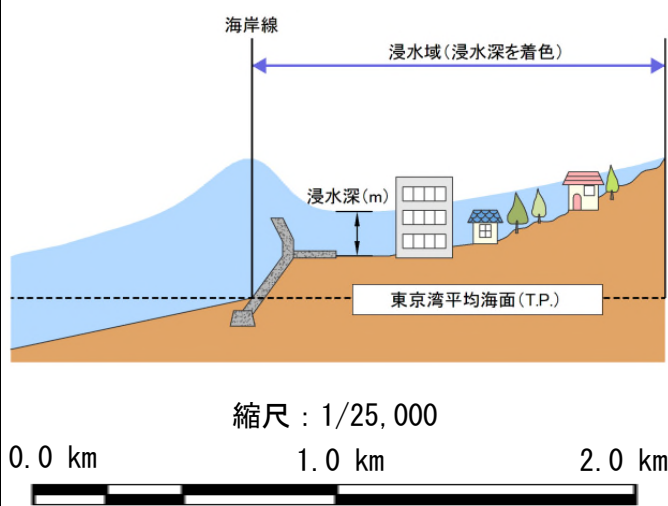 海岸線
浸水域(浸水深を着色)
浸水深(m)
東京湾平均海面(T.P.)
縮尺：1/25,000
0.0 km 1.0 km 2.0 km